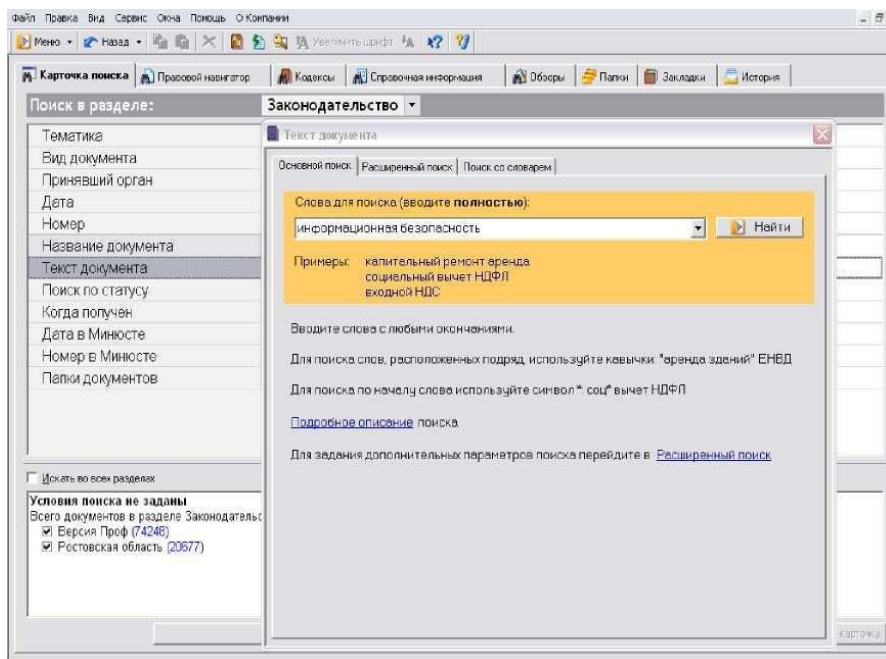 Файл Правка Вид Сервис Окна Помощь О Компании
Меню Назад Увеличить шрифт
Карточка поиска Правовой навигатор Кодексы Справочная информация Обзоры Папки Закладки История
Поиск в разделе: Законодательство
Тематика
Вид документа
Принявший орган
Дата
Номер
Название документа
Текст документа
Поиск по статусу
Когда получен
Дата в Минюсте
Номер в Минюсте
Папки документов
Искать во всех разделах
Условия поиска не заданы
Всего документов в разделе Законодательс
Версия Проф (74246)
Ростовская область (20677)
Текст документа
Основной поиск Расширенный поиск Поиск со словарем
Слова для поиска (вводите полностью):
информационная безопасность Найти
Примеры: капитальный ремонт аренда
социальный вычет НДФЛ
входной НДС
Вводите слова с любыми окончаниями.
Для поиска слов, расположенных подряд, используйте кавычки: "аренда зданий" ЕНВД
Для поиска по началу слова используйте символ *: соц* вычет НДФЛ
Подробное описание поиска
Для задания дополнительных параметров поиска перейдите в Расширенный поиск
карточку